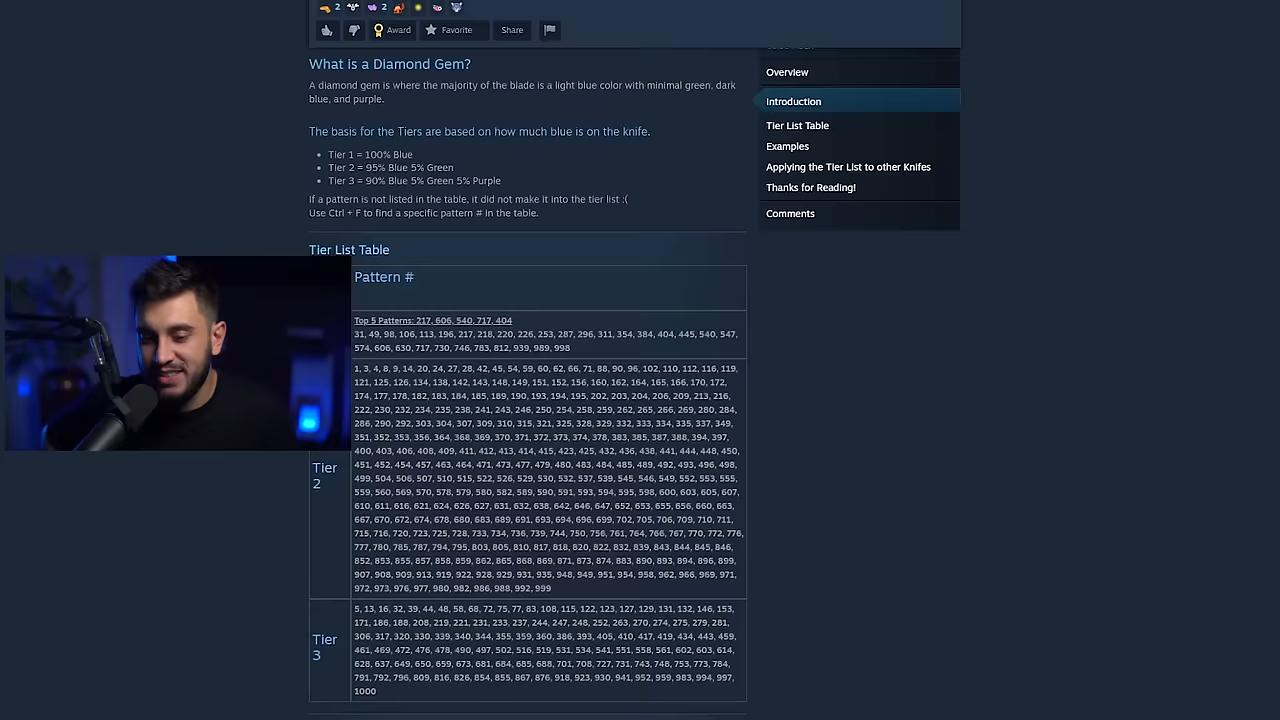 2
2
Award
Favorite
Share
What is a Diamond Gem?
A diamond gem is where the majority of the blade is a light blue color with minimal green, dark
blue, and purple.
The basis for the Tiers are based on how much blue is on the knife.
Tier 1 = 100% Blue
Tier 2 = 95% Blue 5% Green
Tier 3 = 90% Blue 5% Green 5% Purple
If a pattern is not listed in the table, it did not make it into the tier list :(
Use Ctrl + F to find a specific pattern # in the table.
Overview
Introduction
Tier List Table
Examples
Applying the Tier List to other Knifes
Thanks for Reading!
Comments
Tier List Table
Pattern #
Top 5 Patterns: 217, 606, 540, 717, 404
31, 49, 98, 106, 113, 196, 217, 218, 220, 226, 253, 287, 296, 311, 354, 384, 404, 445, 540, 547,
574, 606, 630, 717, 730, 746, 783, 812, 939, 989, 998
Tier
2
1, 3, 4, 8, 9, 14, 20, 24, 27, 28, 42, 45, 54, 59, 60, 62, 66, 71, 88, 90, 96, 102, 110, 112, 116, 119,
121, 125, 126, 134, 138, 142, 143, 148, 149, 151, 152, 156, 160, 162, 164, 165, 166, 170, 172,
174, 177, 178, 182, 183, 184, 185, 189, 190, 193, 194, 195, 202, 203, 204, 206, 209, 213, 216,
222, 230, 232, 234, 235, 238, 241, 243, 246, 250, 254, 258, 259, 262, 265, 266, 269, 280, 284,
286, 290, 292, 303, 304, 307, 309, 310, 315, 321, 325, 328, 329, 332, 333, 334, 335, 337, 349,
351, 352, 353, 356, 364, 368, 369, 370, 371, 372, 373, 374, 378, 383, 385, 387, 388, 394, 397,
400, 403, 406, 408, 409, 411, 412, 413, 414, 415, 423, 425, 432, 436, 438, 441, 444, 448, 450,
451, 452, 454, 457, 463, 464, 471, 473, 477, 479, 480, 483, 484, 485, 489, 492, 493, 496, 498,
499, 504, 506, 507, 510, 515, 522, 526, 529, 530, 532, 537, 539, 545, 546, 549, 552, 553, 555,
559, 560, 569, 570, 578, 579, 580, 582, 589, 590, 591, 593, 594, 595, 598, 600, 603, 605, 607,
610, 611, 616, 621, 624, 626, 627, 631, 632, 638, 642, 646, 647, 652, 653, 655, 656, 660, 663,
667, 670, 672, 674, 678, 680, 683, 689, 691, 693, 694, 696, 699, 702, 705, 706, 709, 710, 711,
715, 716, 720, 723, 725, 728, 733, 734, 736, 739, 744, 750, 756, 761, 764, 766, 767, 770, 772, 776,
777, 780, 785, 787, 794, 795, 803, 805, 810, 817, 818, 820, 822, 832, 839, 843, 844, 845, 846,
852, 853, 855, 857, 858, 859, 862, 865, 868, 869, 871, 873, 874, 883, 890, 893, 894, 896, 899,
907, 908, 909, 913, 919, 922, 928, 929, 931, 935, 948, 949, 951, 954, 958, 962, 966, 969, 971,
972, 973, 976, 977, 980, 982, 986, 988, 992, 999
Tier
3
5, 13, 16, 32, 39, 44, 48, 58, 68, 72, 75, 77, 83, 108, 115, 122, 123, 127, 129, 131, 132, 146, 153,
171, 186, 188, 208, 219, 221, 231, 233, 237, 244, 247, 248, 252, 263, 270, 274, 275, 279, 281,
306, 317, 320, 330, 339, 340, 344, 355, 359, 360, 386, 393, 405, 410, 417, 419, 434, 443, 459,
461, 469, 472, 476, 478, 490, 497, 502, 516, 519, 531, 534, 541, 551, 558, 561, 602, 603, 614,
628, 637, 649, 650, 659, 673, 681, 684, 685, 688, 701, 708, 727, 731, 743, 748, 753, 773, 784,
791, 792, 796, 809, 816, 826, 854, 855, 867, 876, 918, 923, 930, 941, 952, 959, 983, 994, 997,
1000